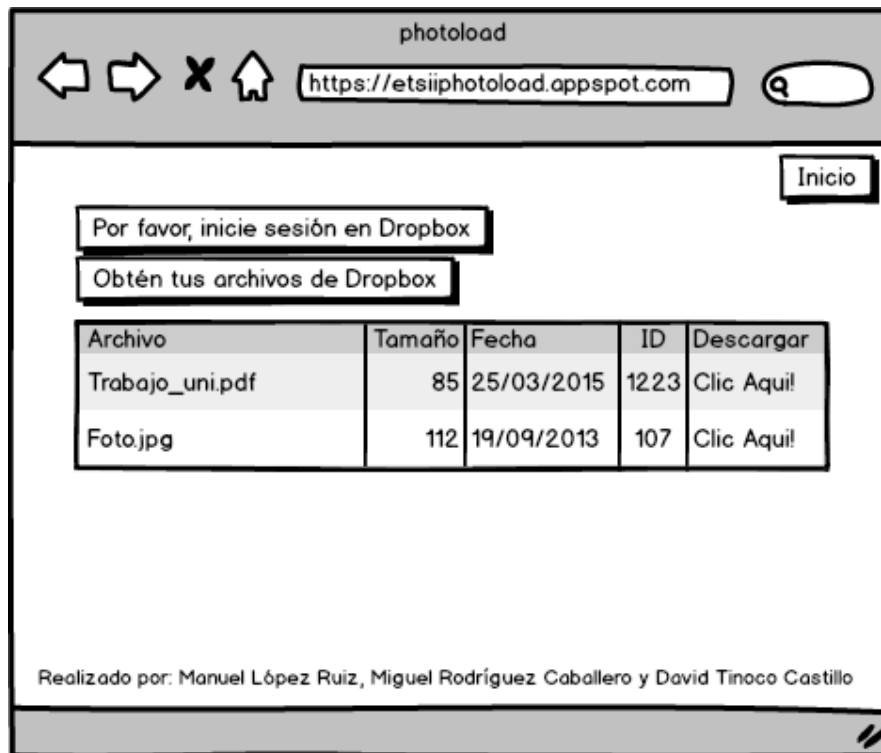 photoload
https://etsiiphotoload.appspot.com
Inicio
Por favor, inicie sesión en Dropbox
Obtén tus archivos de Dropbox
Archivo Tamaño Fecha ID Descargar
Trabajo_uni.pdf 85 25/03/2015 1223 Clic Aqui!
Foto.jpg 112 19/09/2013 107 Clic Aqui!
Realizado por: Manuel López Ruiz, Miguel Rodríguez Caballero y David Tinoco Castillo